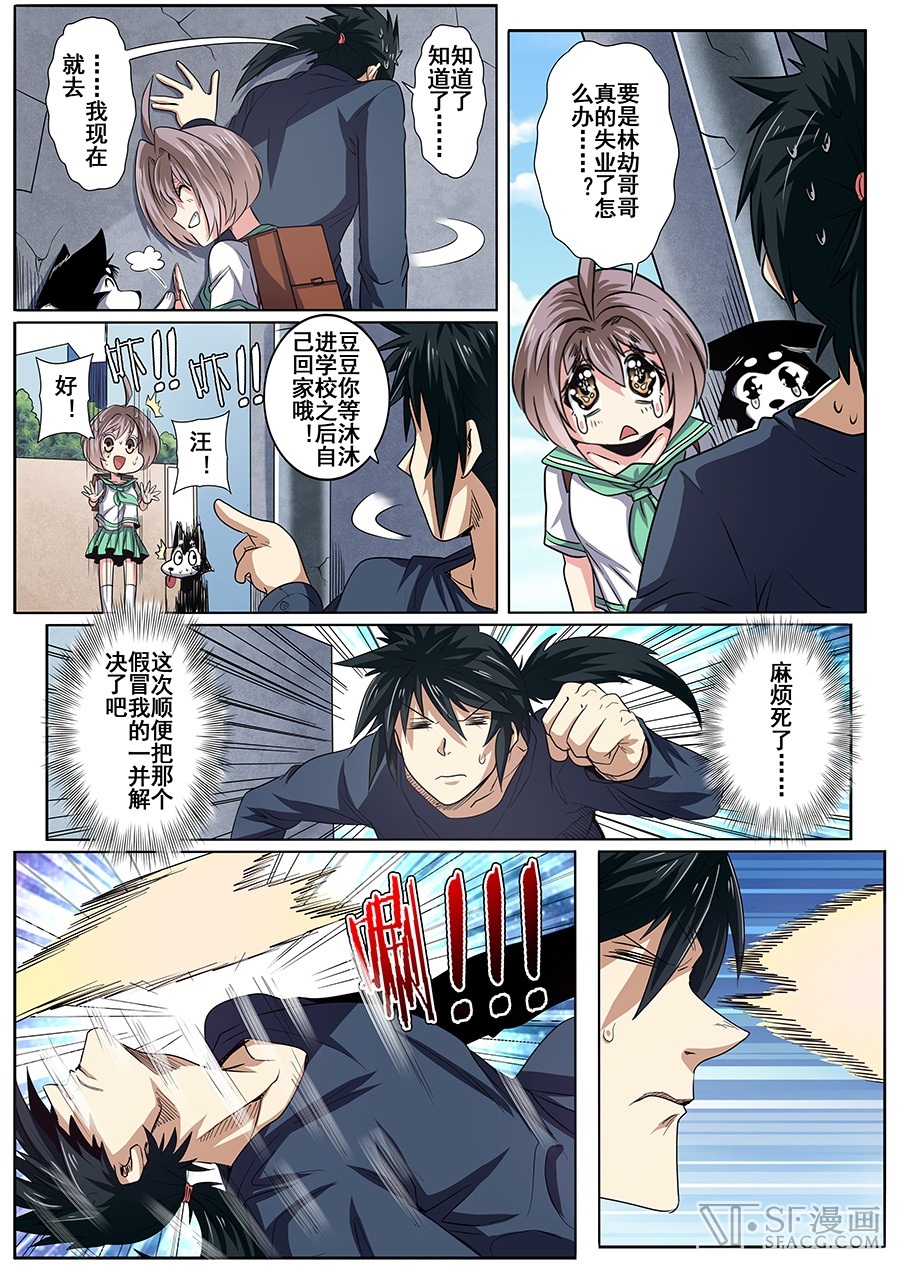 要是林劫哥哥
真的失业了怎
么办……？
知道了
知道了……
……我现在
就去
豆豆你等沐沐
进学校之后自
己回家哦！
吓!!
吓!!
汪！
好！
麻烦死了……
这次顺便把那个
假冒我的一并解
决了吧
唰!!!
SF漫画
SFACG.COM